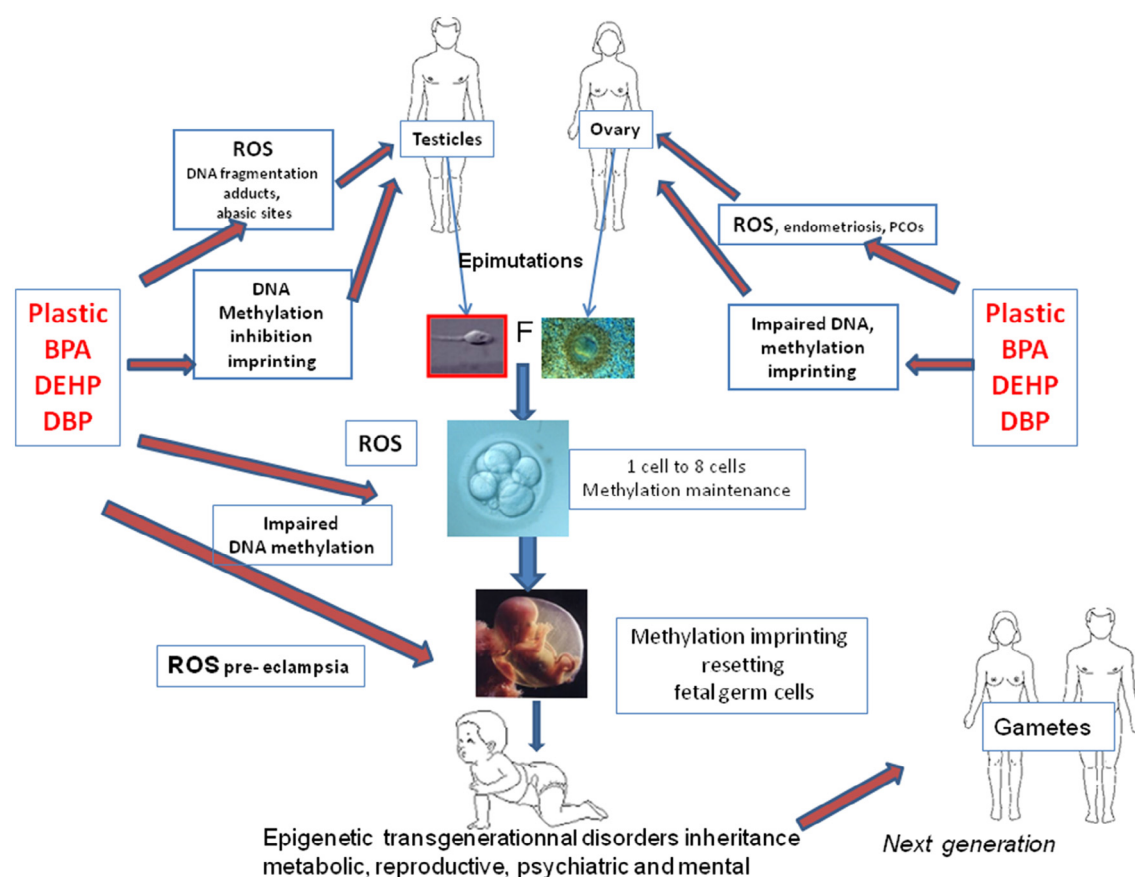 Testicles
Ovary
ROS
DNA fragmentation
adducts,
abasic sites
ROS, endometriosis, PCOs
Epimutations
DNA
Methylation
inhibition
imprinting
Impaired DNA,
methylation
imprinting
Plastic
BPA
DEHP
DBP
Plastic
BPA
DEHP
DBP
F
ROS
1 cell to 8 cells
Methylation maintenance
Impaired
DNA methylation
ROS pre-eclampsia
Methylation imprinting
resetting
fetal germ cells
Gametes
Epigenetic transgenerationnal disorders inheritance
metabolic, reproductive, psychiatric and mental
Next generation